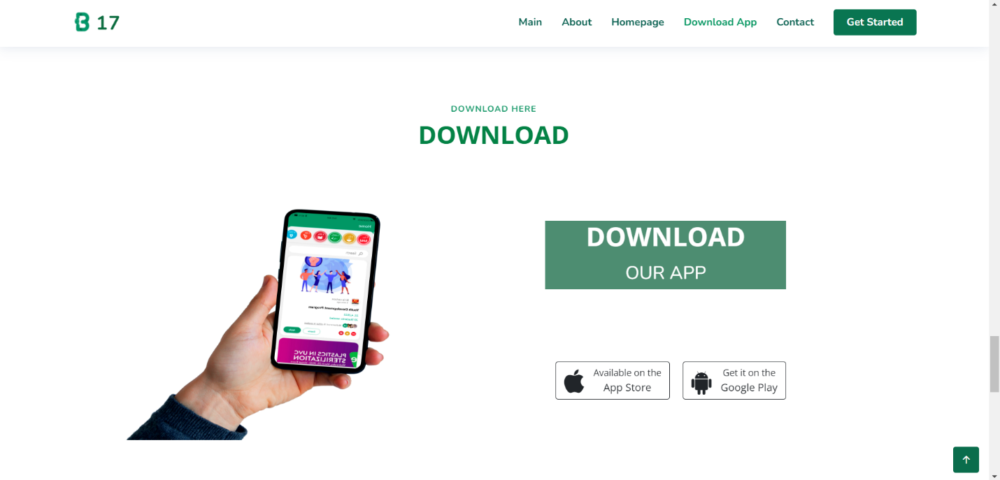 B 17
Main About Homepage Download App Contact Get Started
DOWNLOAD HERE
DOWNLOAD
Home
Search
Youth Development Program
PLASTICS IN UVC
STERILIZATION
DOWNLOAD
OUR APP
Available on the
App Store
Get it on the
Google Play